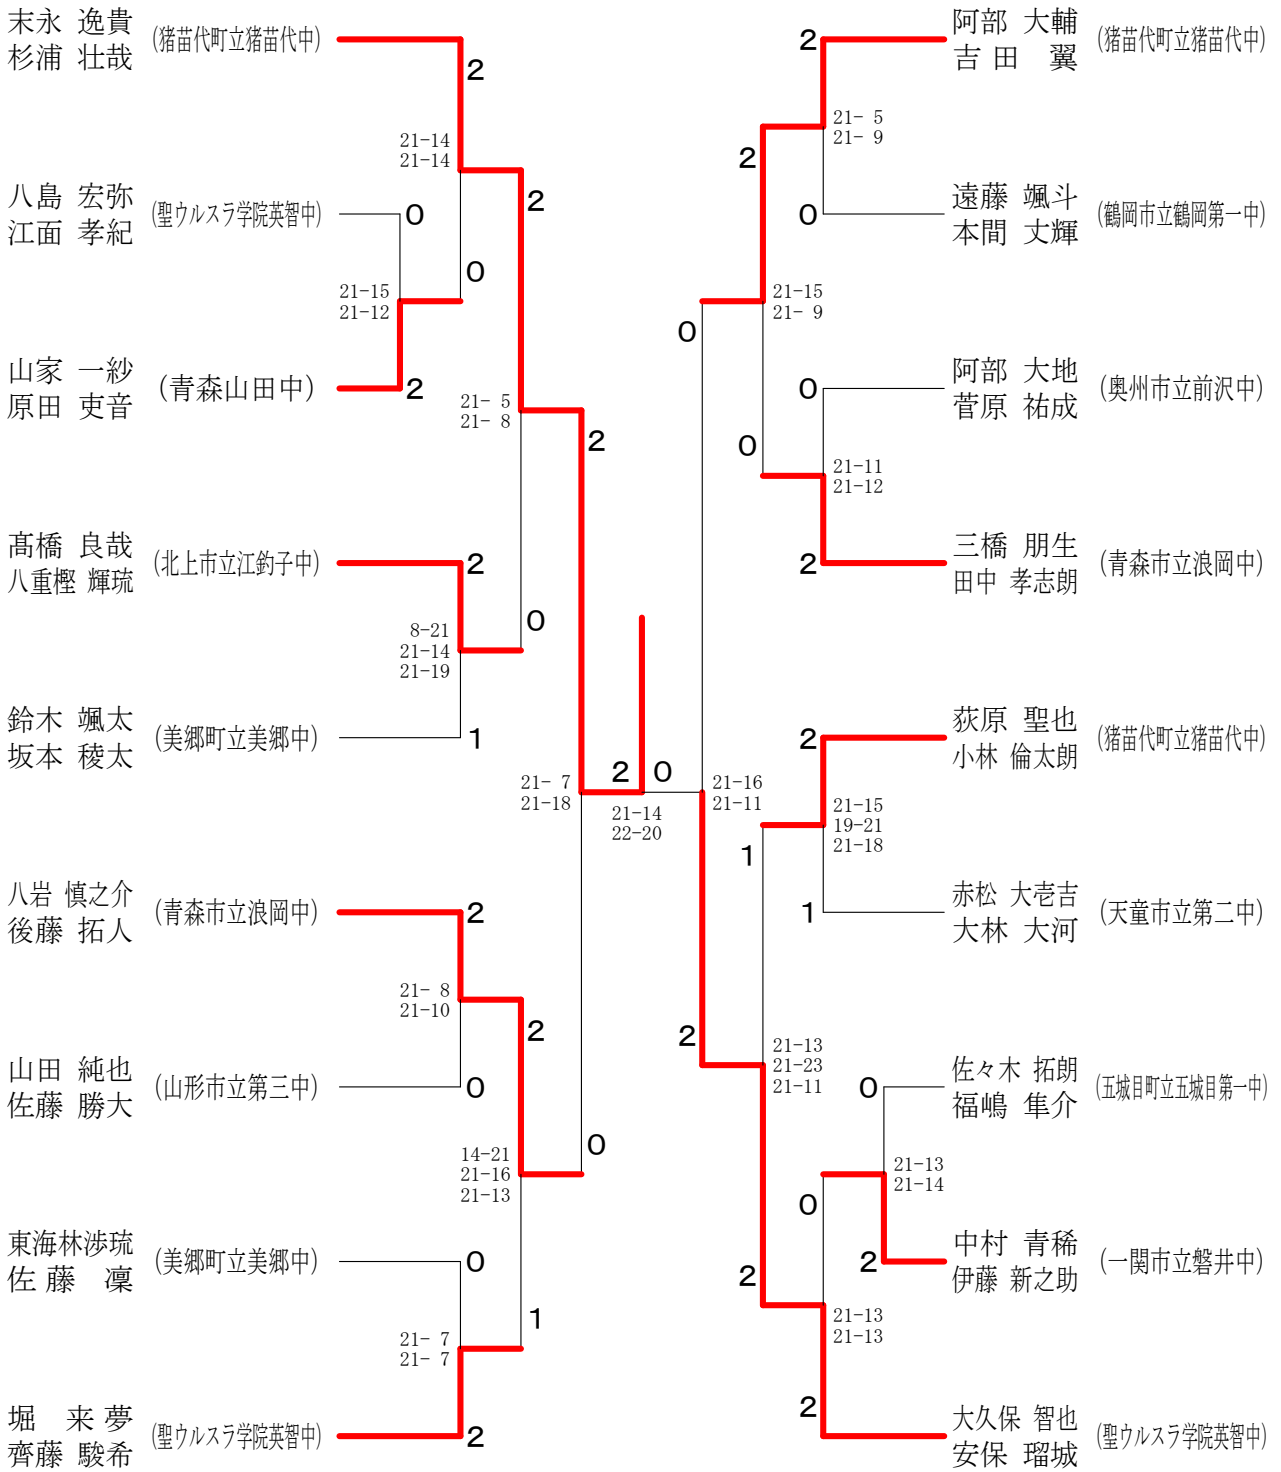 末永 逸貴
杉浦 壮哉
(猪苗代町立猪苗代中)
2
21-14
21-14
2
八島 宏弥
江面 孝紀
(聖ウルスラ学院英智中)
0
0
21-15
21-12
山家 一紗
原田 吏音
(青森山田中)
2
21- 5
21- 8
2
髙橋 良哉
八重樫 輝琉
(北上市立江釣子中)
2
0
8-21
21-14
21-19
鈴木 颯太
坂本 稜太
(美郷町立美郷中)
1
21- 7
21-18
2
0
21-14
22-20
八岩 慎之介
後藤 拓人
(青森市立浪岡中)
2
21- 8
21-10
2
山田 純也
佐藤 勝大
(山形市立第三中)
0
0
14-21
21-16
21-13
東海林渉琉
佐藤 凜
(美郷町立美郷中)
0
1
21- 7
21- 7
堀 来夢
齊藤 駿希
(聖ウルスラ学院英智中)
2
2
阿部 大輔
吉田 翼
(猪苗代町立猪苗代中)
21- 5
21- 9
2
0
遠藤 颯斗
本間 丈輝
(鶴岡市立鶴岡第一中)
21-15
21- 9
0
0
阿部 大地
菅原 祐成
(奥州市立前沢中)
0
21-11
21-12
2
三橋 朋生
田中 孝志朗
(青森市立浪岡中)
2
荻原 聖也
小林 倫太朗
(猪苗代町立猪苗代中)
21-16
21-11
21-15
19-21
21-18
1
1
赤松 大壱吉
大林 大河
(天童市立第二中)
2
21-13
21-23
21-11
0
佐々木 拓朗
福嶋 隼介
(五城目町立五城目第一中)
21-13
21-14
0
2
中村 青稀
伊藤 新之助
(一関市立磐井中)
2
21-13
21-13
2
大久保 智也
安保 瑠城
(聖ウルスラ学院英智中)